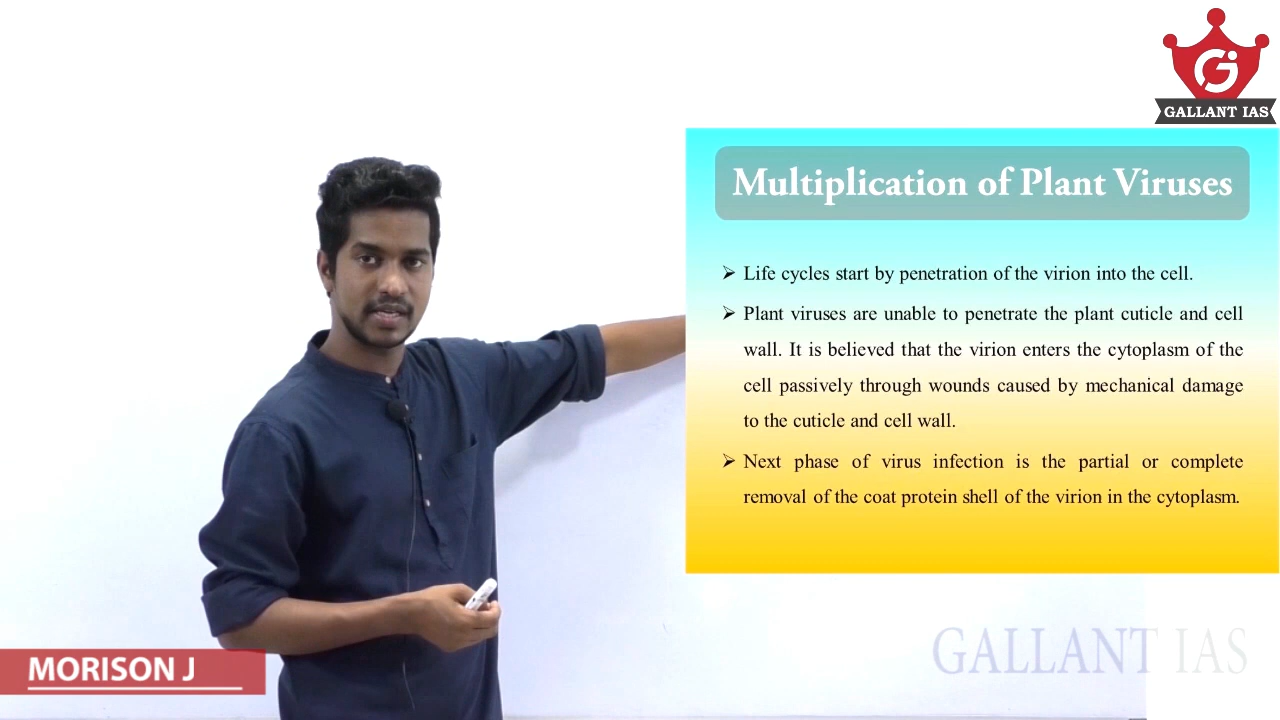 GALLANT IAS
Multiplication of Plant Viruses
➢ Life cycles start by penetration of the virion into the cell.
➢ Plant viruses are unable to penetrate the plant cuticle and cell
wall. It is believed that the virion enters the cytoplasm of the
cell passively through wounds caused by mechanical damage
to the cuticle and cell wall.
➢ Next phase of virus infection is the partial or complete
removal of the coat protein shell of the virion in the cytoplasm.
GALLANT IAS
MORISON J